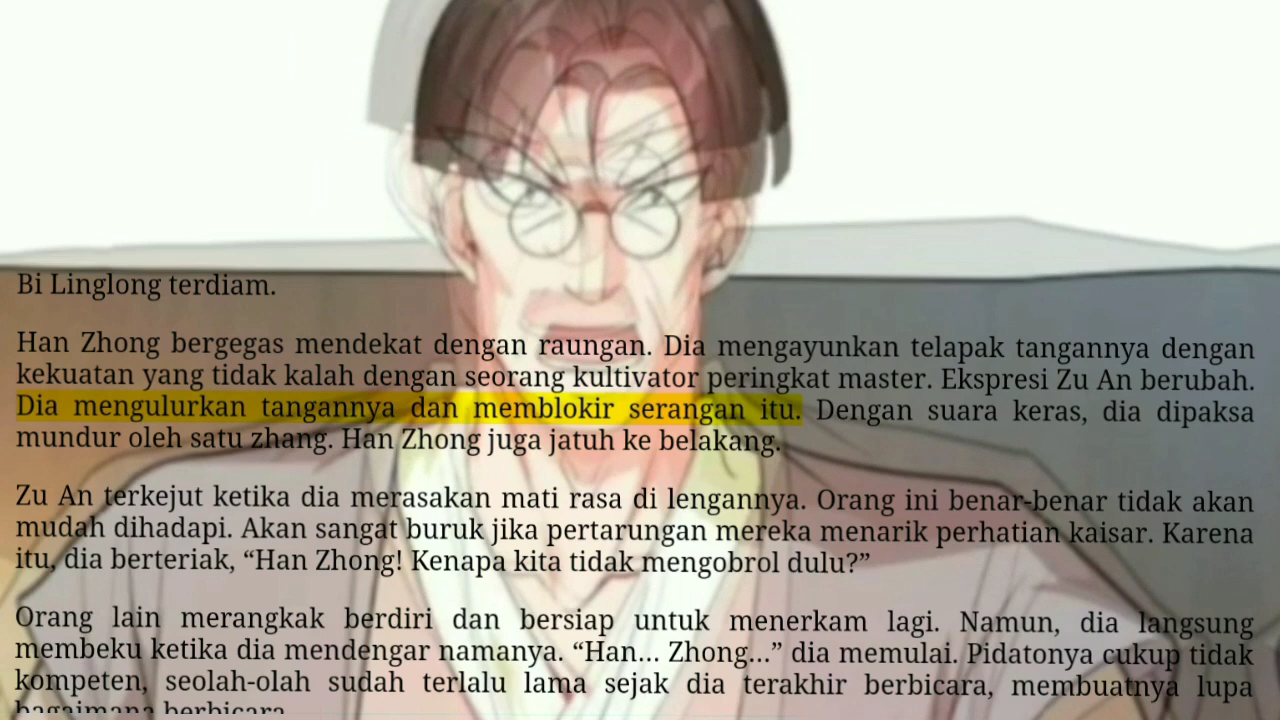 Bi Linglong terdiam.
Han Zhong bergegas mendekat dengan raungan. Dia mengayunkan telapak tangannya dengan
kekuatan yang tidak kalah dengan seorang kultivator peringkat master. Ekspresi Zu An berubah.
Dia mengulurkan tangannya dan memblokir serangan itu. Dengan suara keras, dia dipaksa
mundur oleh satu zhang. Han Zhong juga jatuh ke belakang.
Zu An terkejut ketika dia merasakan mati rasa di lengannya. Orang ini benar-benar tidak akan
mudah dihadapi. Akan sangat buruk jika pertarungan mereka menarik perhatian kaisar. Karena
itu, dia berteriak, “Han Zhong! Kenapa kita tidak mengobrol dulu?”
Orang lain merangkak berdiri dan bersiap untuk menerkam lagi. Namun, dia langsung
membeku ketika dia mendengar namanya. “Han... Zhong...” dia memulai. Pidatonya cukup tidak
kompeten, seolah-olah sudah terlalu lama sejak dia terakhir berbicara, membuatnya lupa
bagaimana berbicara.